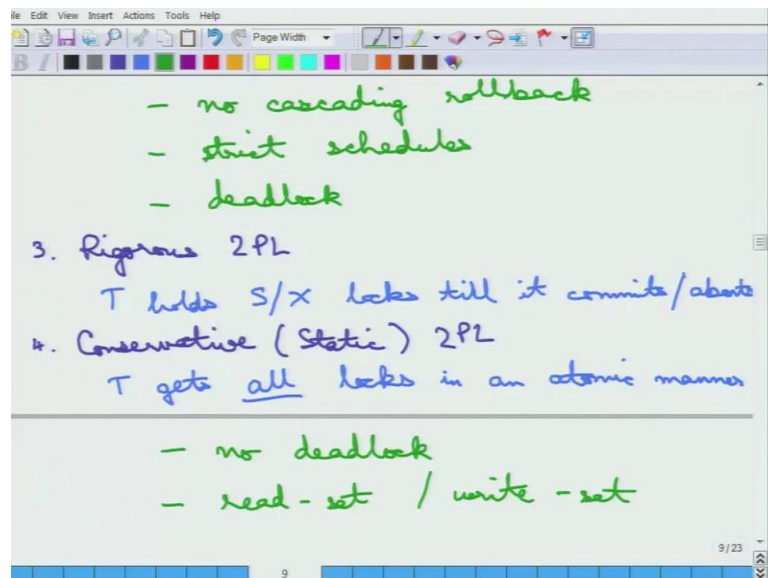 ile Edit View Insert Actions Tools Help
Page Width
B I
- no cascading rollback
- strict schedules
- deadlock
3. Rigorous 2PL
T holds S/X locks till it commits/aborts
4. Conservative (Static) 2PL
T gets all locks in an atomic manner
- no deadlock
- read-set / write-set
9/23
9